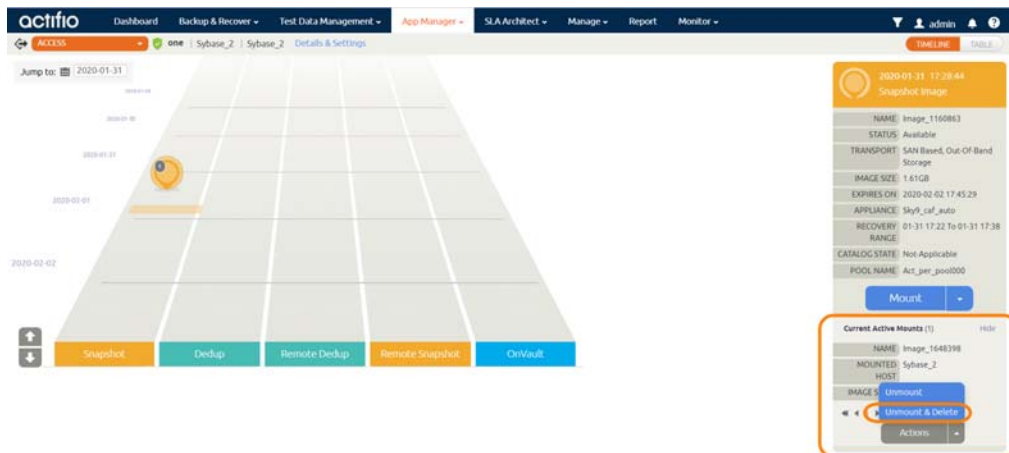 actifio Dashboard Backup & Recover Test Data Management App Manager SLA Architect Manage Report Monitor admin
ACCESS one | Sybase_2 | Sybase_2 Details & Settings TIMELINE TABLE
Jump to: 2020-01-31
2020-01-31
2020-02-01
2020-02-02
Snapshot Dedup Remote Dedup Remote Snapshot OnVault
2020-01-31 17:28:44
Snapshot Image
NAME Image_1160863
STATUS Available
TRANSPORT SAN Based, Out-Of-Band
Storage
IMAGE SIZE 1.61GB
EXPIRES ON 2020-02-02 17:45:29
APPLIANCE Sky9_caf_auto
RECOVERY RANGE 01-31 17:22 To 01-31 17:38
CATALOG STATE Not Applicable
POOL NAME Act_per_pool000
Mount
Current Active Mounts (1) Hide
NAME Image_1648398
MOUNTED HOST Sybase_2
IMAGE S
Unmount
Unmount & Delete
Actions